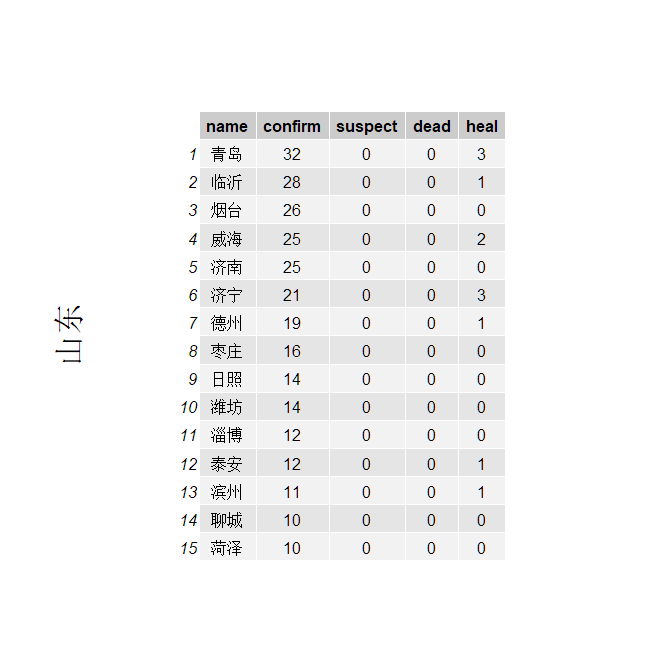 山东
name confirm suspect dead heal
1 青岛 32 0 0 3
2 临沂 28 0 0 1
3 烟台 26 0 0 0
4 威海 25 0 0 2
5 济南 25 0 0 0
6 济宁 21 0 0 3
7 德州 19 0 0 1
8 枣庄 16 0 0 0
9 日照 14 0 0 0
10 潍坊 14 0 0 0
11 淄博 12 0 0 0
12 泰安 12 0 0 1
13 滨州 11 0 0 1
14 聊城 10 0 0 0
15 菏泽 10 0 0 0